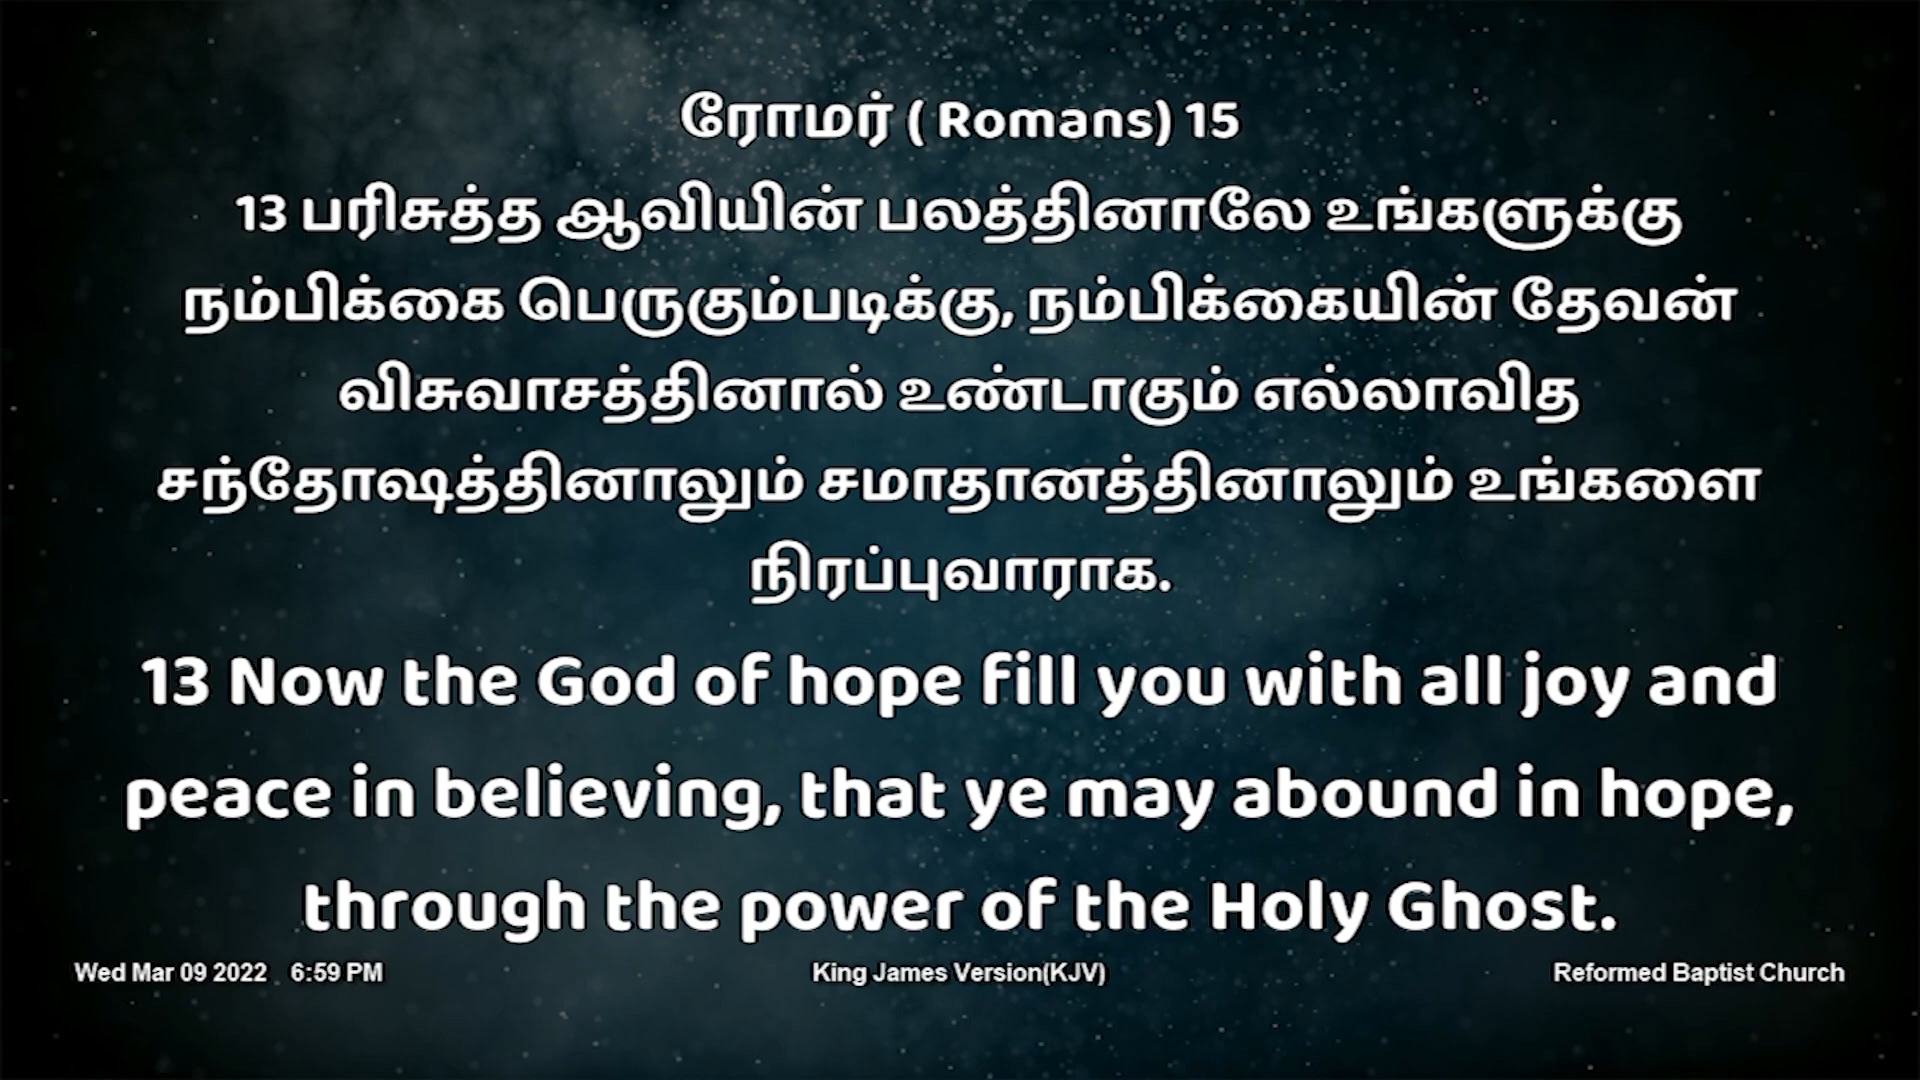 ரோமர் ( Romans) 15
13 பரிசுத்த ஆவியின் பலத்தினாலே உங்களுக்கு
நம்பிக்கை பெருகும்படிக்கு, நம்பிக்கையின் தேவன்
விசுவாசத்தினால் உண்டாகும் எல்லாவித
சந்தோஷத்தினாலும் சமாதானத்தினாலும் உங்களை
நிரப்புவாராக.
13 Now the God of hope fill you with all joy and
peace in believing, that ye may abound in hope,
through the power of the Holy Ghost.
Wed Mar 09 2022 6:59 PM King James Version(KJV) Reformed Baptist Church